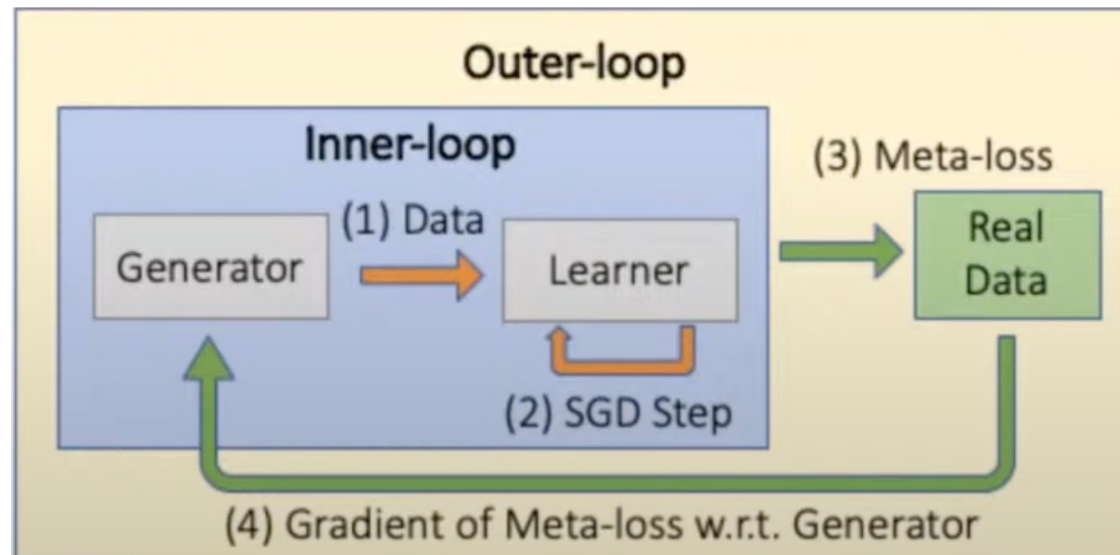 Outer-loop
Inner-loop
(3) Meta-loss
(1) Data
Generator
Learner
Real
Data
(2) SGD Step
(4) Gradient of Meta-loss w.r.t. Generator